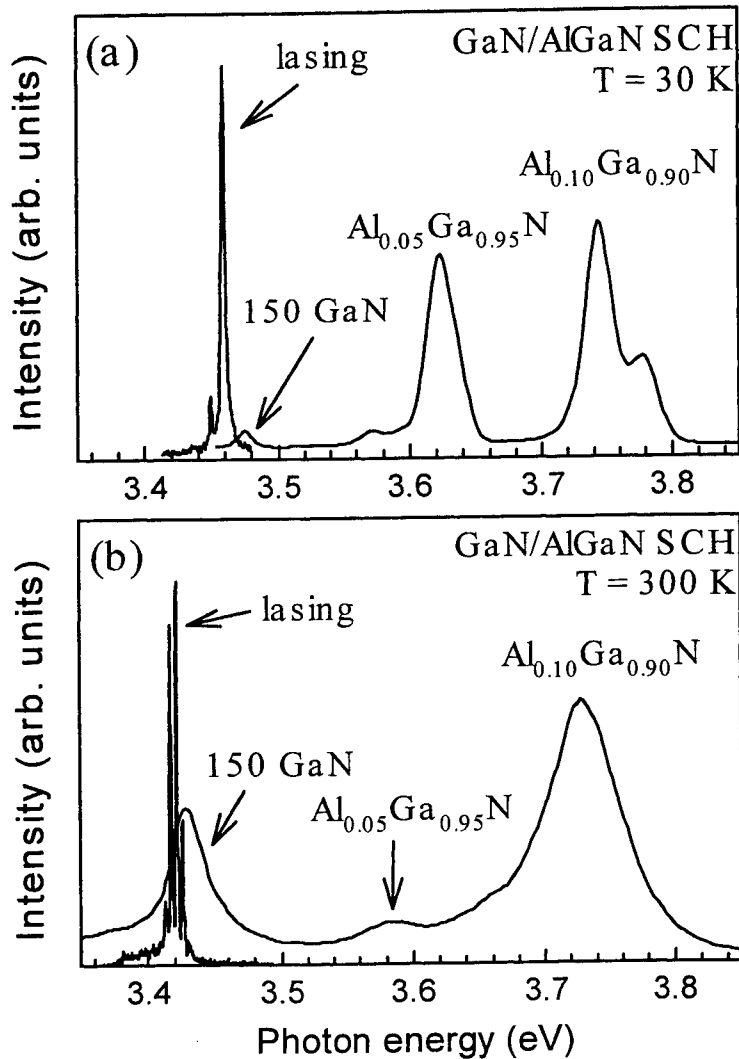 (a)
GaN/AlGaN SCH
T = 30 K
lasing
Al0.10Ga0.90N
Al0.05Ga0.95N
150 GaN
Intensity (arb. units)
3.4 3.5 3.6 3.7 3.8
(b)
GaN/AlGaN SCH
T = 300 K
lasing
Al0.10Ga0.90N
150 GaN
Al0.05Ga0.95N
Intensity (arb. units)
3.4 3.5 3.6 3.7 3.8
Photon energy (eV)